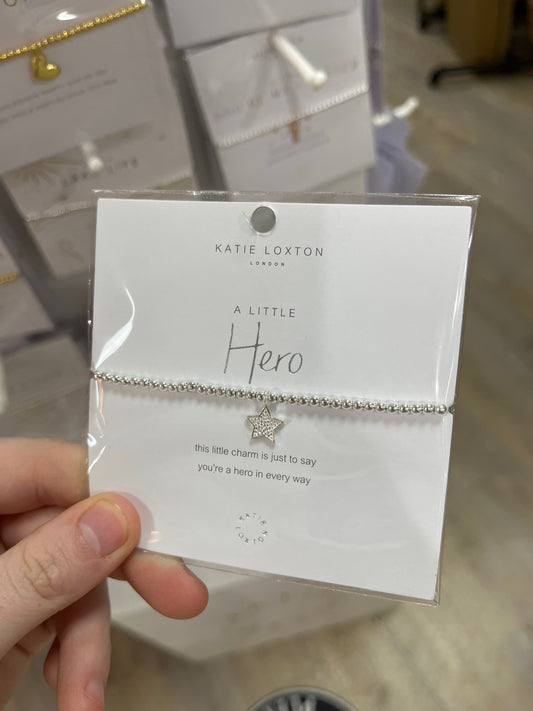 KATIE LOXTON
LONDON
A LITTLE
Hero
this little charm is just to say
you're a hero in every way
KATIE
LOXTON